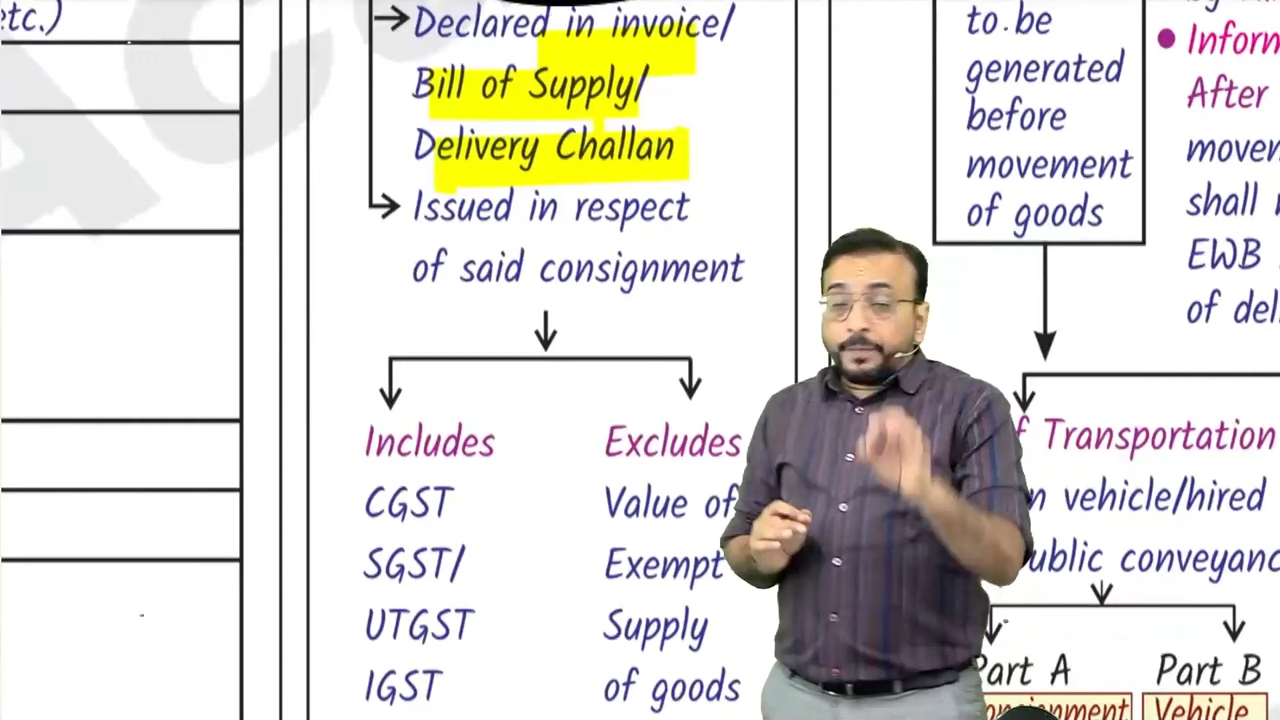 etc.)
Declared in invoice/
Bill of Supply/
Delivery Challan
Issued in respect
of said consignment
Includes
CGST
SGST/
UTGST
IGST
Excludes
Value of
Exempt
Supply
of goods
to be
generated
before
movement
of goods
After
EWB
of
Transportation
vehicle/hired
Part A
Part B
Vehicle